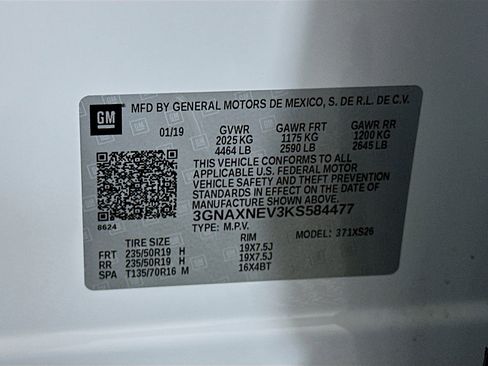 GM
MFD BY GENERAL MOTORS DE MEXICO, S. DE R.L. DE C.V.
01/19 GVWR GAWR FRT GAWR RR
2025 KG 1175 KG 1200 KG
4464 LB 2590 LB 2645 LB
THIS VEHICLE CONFORMS TO ALL
APPLICABLE U.S. FEDERAL MOTOR
VEHICLE SAFETY AND THEFT PREVENTION
STANDARDS IN EFFECT ON THE DATE OF
MANUFACTURE SHOWN ABOVE.
3GNAXNEV3KS584477
8624 TYPE: M.P.V. MODEL: 371XS26
TIRE SIZE RIM
FRT 235/50R19 H 19X7.5J
RR 235/50R19 H 19X7.5J
SPA T135/70R16 M 16X4BT